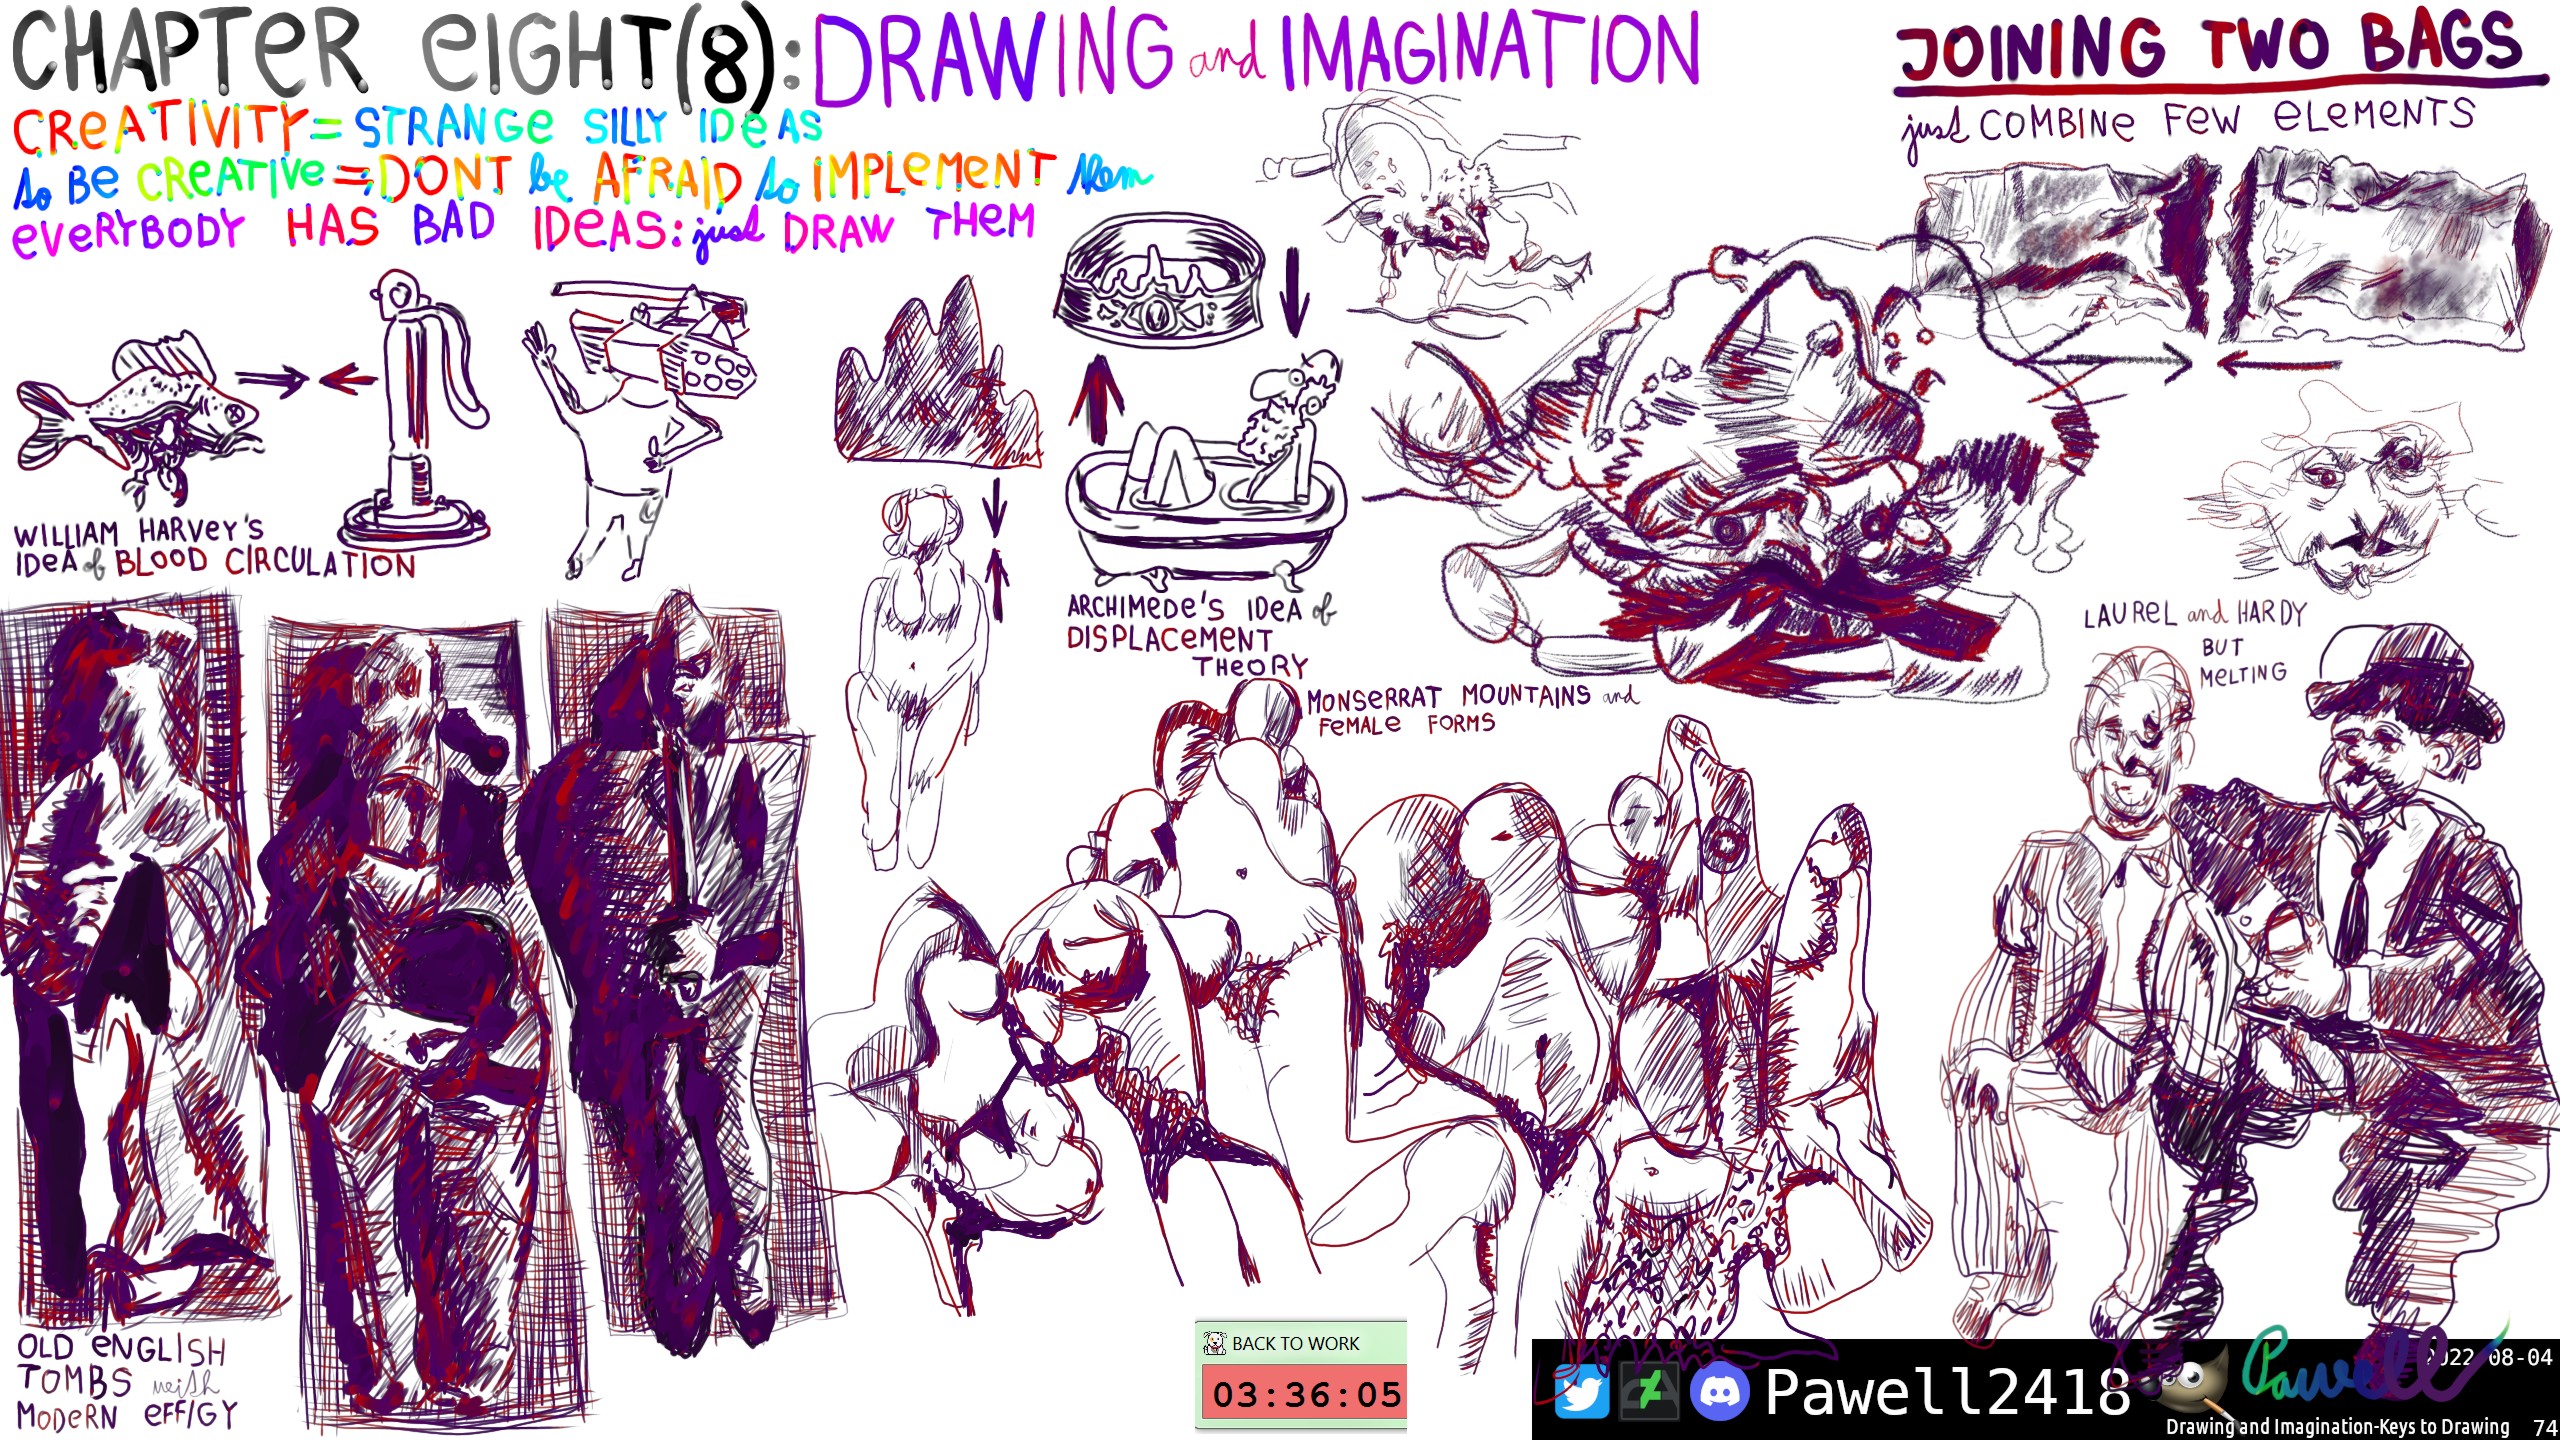 CHAPTER EIGHT(8): DRAWING and IMAGINATION
CREATIVITY = STRANGE SILLY IDEAS
to BE CREATIVE = DONT be AFRAID to IMPLEMENT them
EVERYBODY HAS BAD IDEAS: just DRAW THEM
JOINING TWO BAGS
just COMBINE FEW ELEMENTS
WILLIAM HARVEY'S
IDEA of BLOOD CIRCULATION
ARCHIMEDE'S IDEA of
DISPLACEMENT
THEORY
MONSERRAT MOUNTAINS and
FEMALE FORMS
LAUREL and HARDY
BUT
MELTING
OLD ENGLISH
TOMBS with
MODERN EFFIGY
BACK TO WORK
03:36:05
Pawell2418
Pawell
2022-08-04
Drawing and Imagination-Keys to Drawing 74